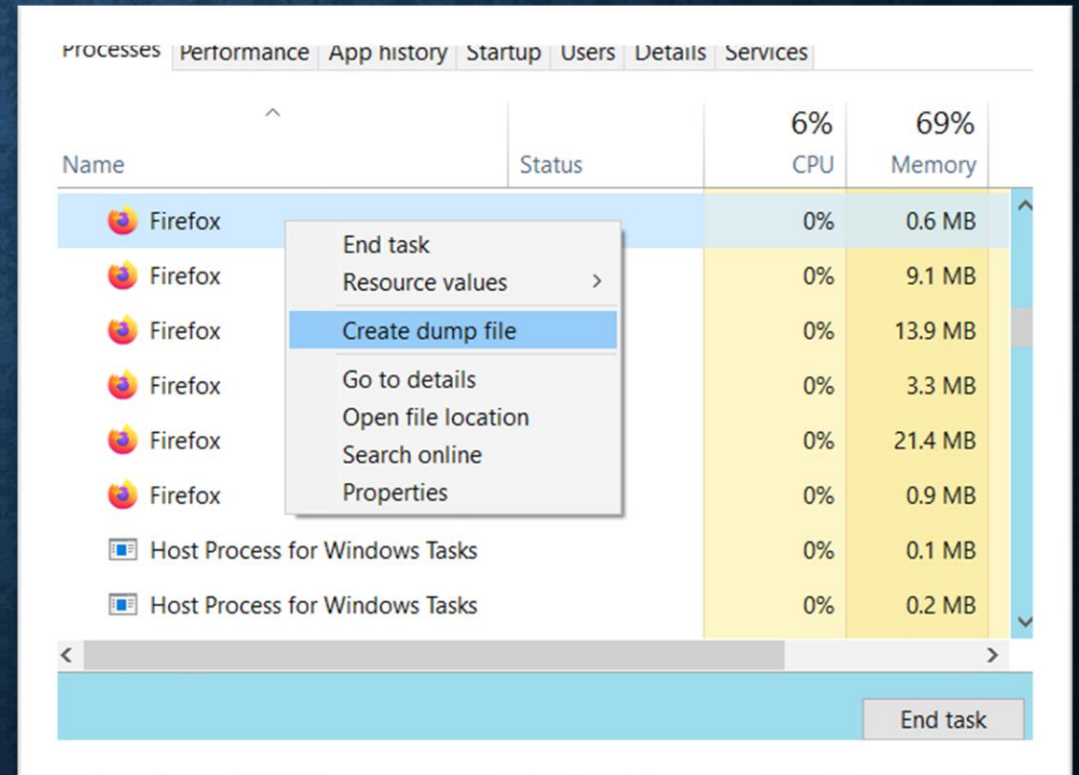 Processes Performance App history Startup Users Details Services
6% 69%
Name Status CPU Memory
Firefox 0% 0.6 MB
End task
Firefox 0% 9.1 MB
Resource values
Firefox 0% 13.9 MB
Create dump file
Firefox 0% 3.3 MB
Go to details
Open file location
Firefox 0% 21.4 MB
Search online
Firefox 0% 0.9 MB
Properties
Host Process for Windows Tasks 0% 0.1 MB
Host Process for Windows Tasks 0% 0.2 MB
End task